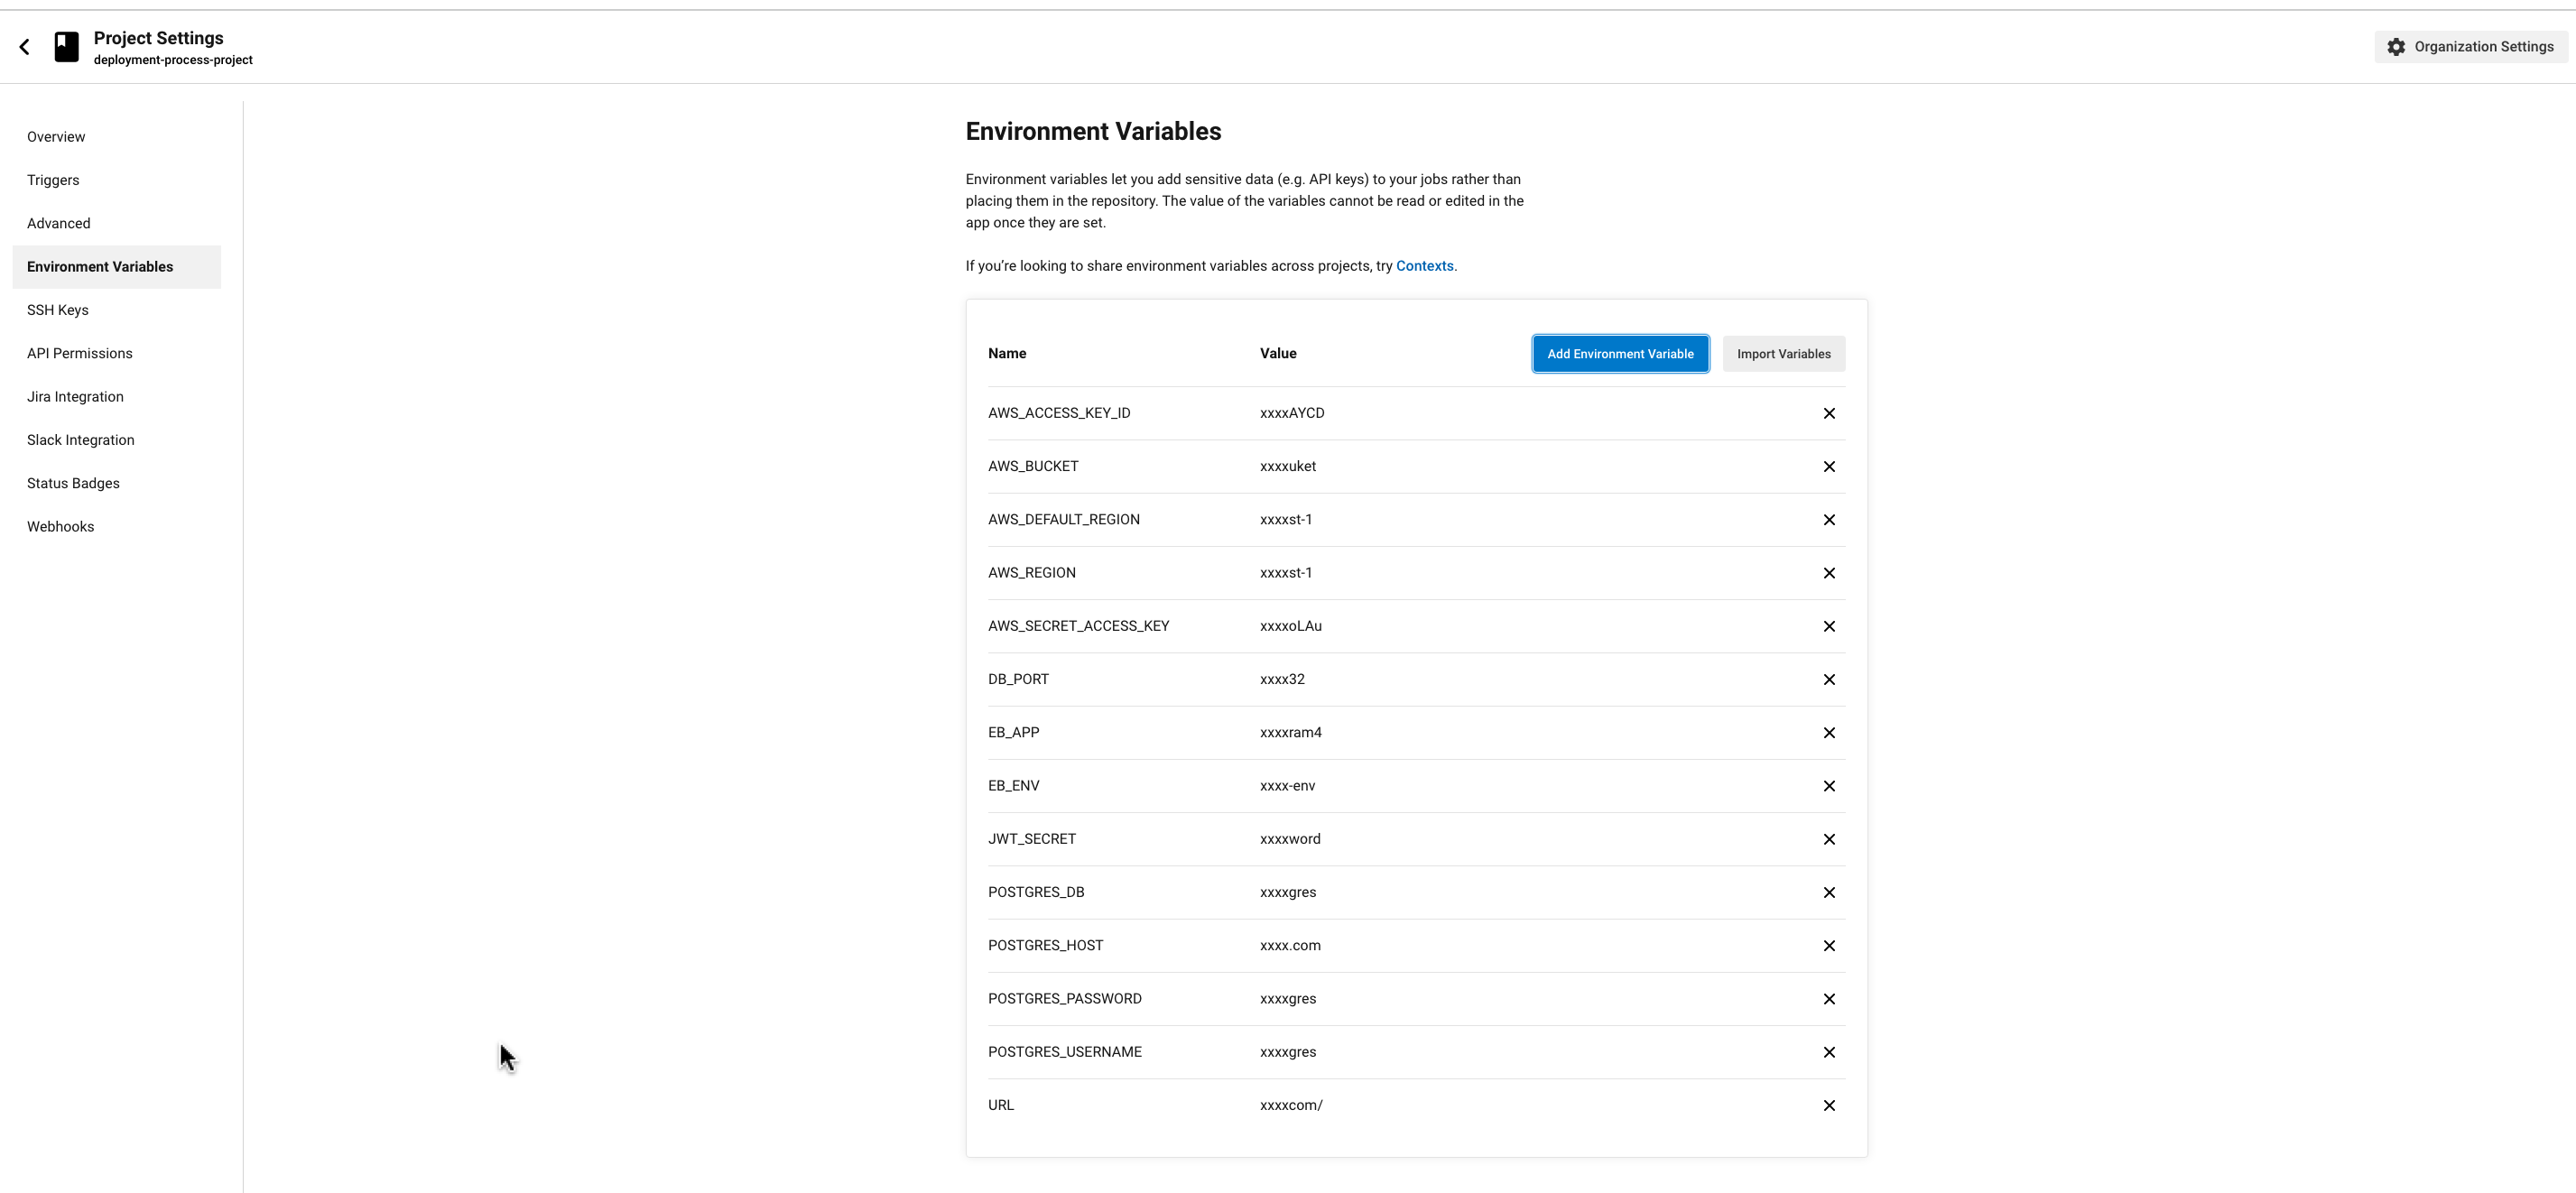 Project Settings
deployment-process-project
Organization Settings
Overview
Triggers
Advanced
Environment Variables
SSH Keys
API Permissions
Jira Integration
Slack Integration
Status Badges
Webhooks
Environment Variables
Environment variables let you add sensitive data (e.g. API keys) to your jobs rather than
placing them in the repository. The value of the variables cannot be read or edited in the
app once they are set.
If you’re looking to share environment variables across projects, try Contexts.
Name Value Add Environment Variable Import Variables
AWS_ACCESS_KEY_ID xxxxAYCD
AWS_BUCKET xxxxuket
AWS_DEFAULT_REGION xxxxst-1
AWS_REGION xxxxst-1
AWS_SECRET_ACCESS_KEY xxxxoLAu
DB_PORT xxxx32
EB_APP xxxxram4
EB_ENV xxxx-env
JWT_SECRET xxxxword
POSTGRES_DB xxxxgres
POSTGRES_HOST xxxx.com
POSTGRES_PASSWORD xxxxgres
POSTGRES_USERNAME xxxxgres
URL xxxxcom/